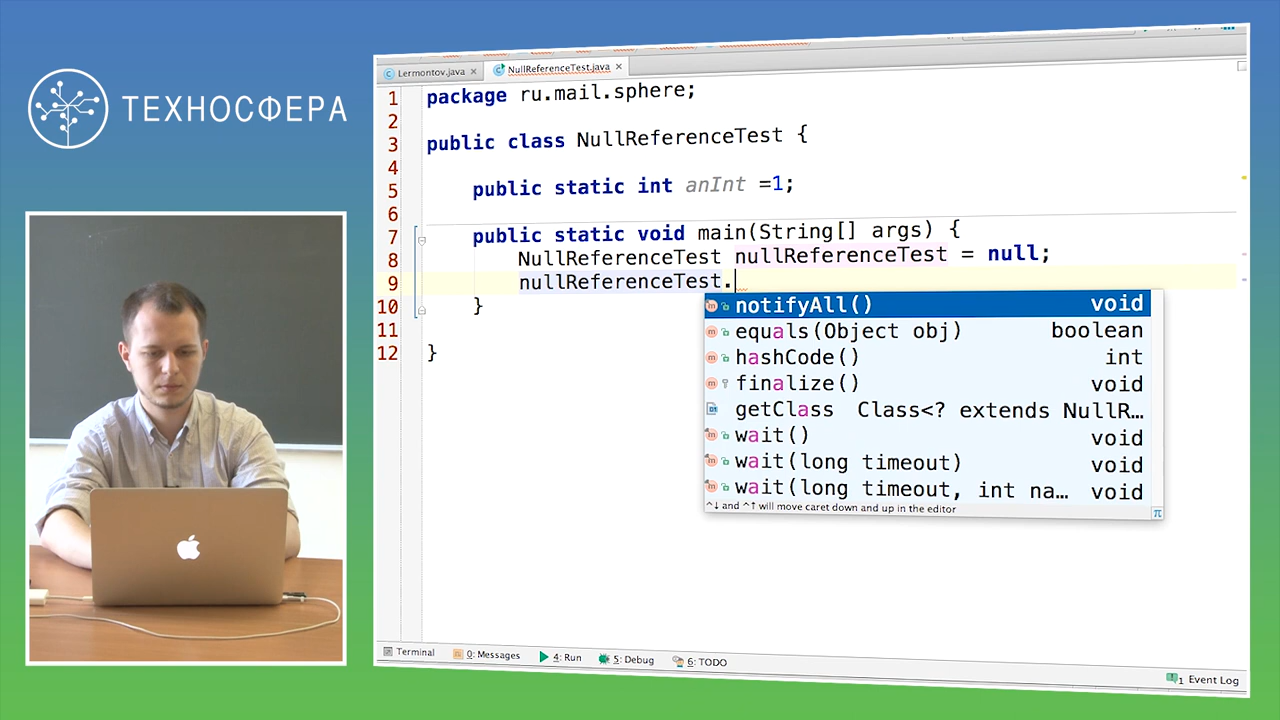 ТЕХНОСФЕРА
Lermontov.java
NullReferenceTest.java
1 package ru.mail.sphere;
2
3 public class NullReferenceTest {
4
5 public static int anInt =1;
6
7 public static void main(String[] args) {
8 NullReferenceTest nullReferenceTest = null;
9 nullReferenceTest.
10 }
11
12 }
notifyAll() void
equals(Object obj) boolean
hashCode() int
finalize() void
getClass Class<? extends NullR…
wait() void
wait(long timeout) void
wait(long timeout, int na… void
^↓ and ^↑ will move caret down and up in the editor
π
Terminal 0: Messages 4: Run 5: Debug 6: TODO
1 Event Log